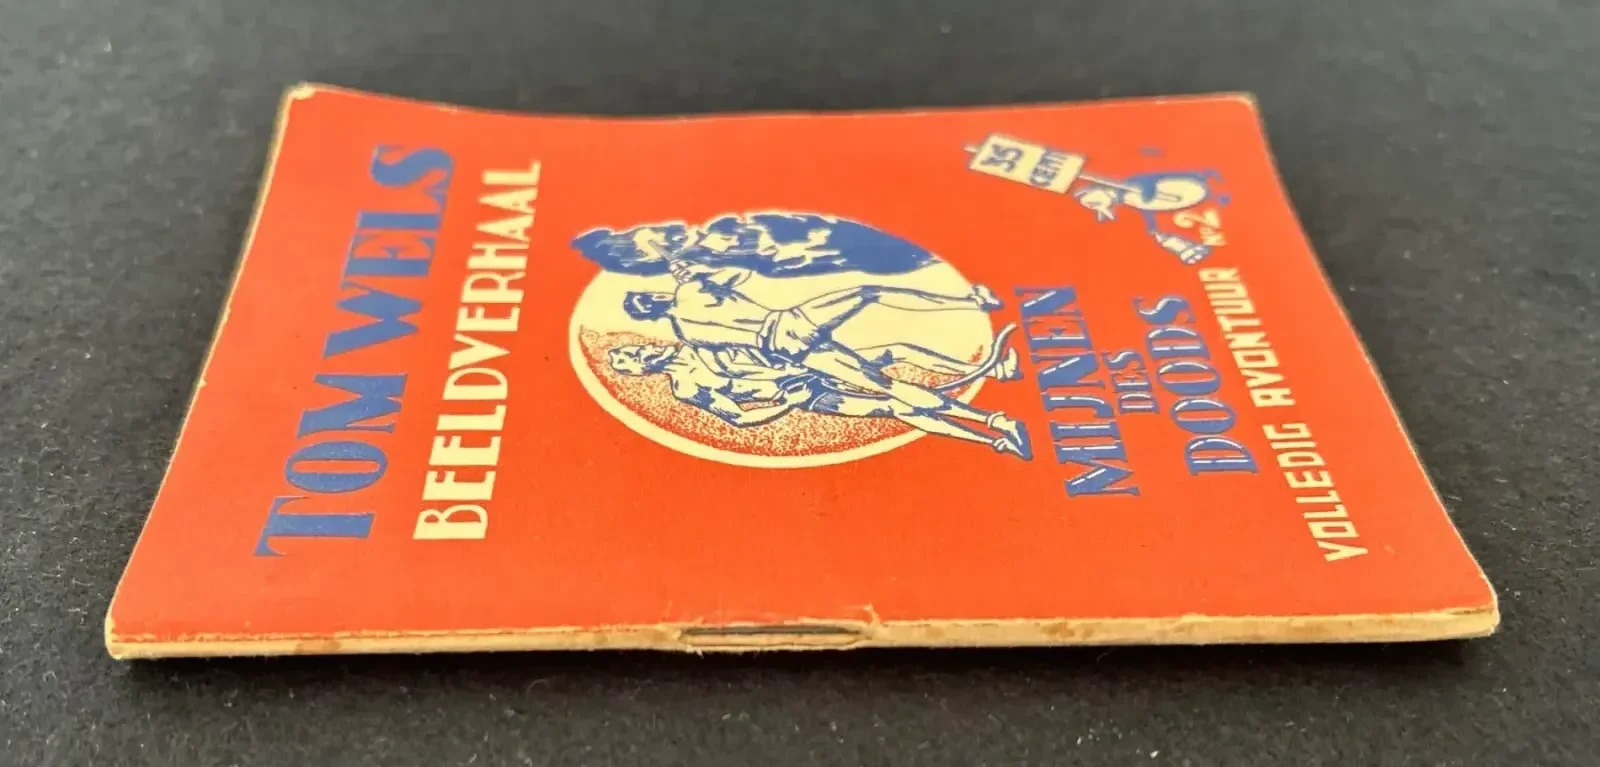 TOM WELS
BEELDVERHAAL
35
CENT
MIJNEN
DES
DOODS
VOLLEDIG AVONTUUR No 2